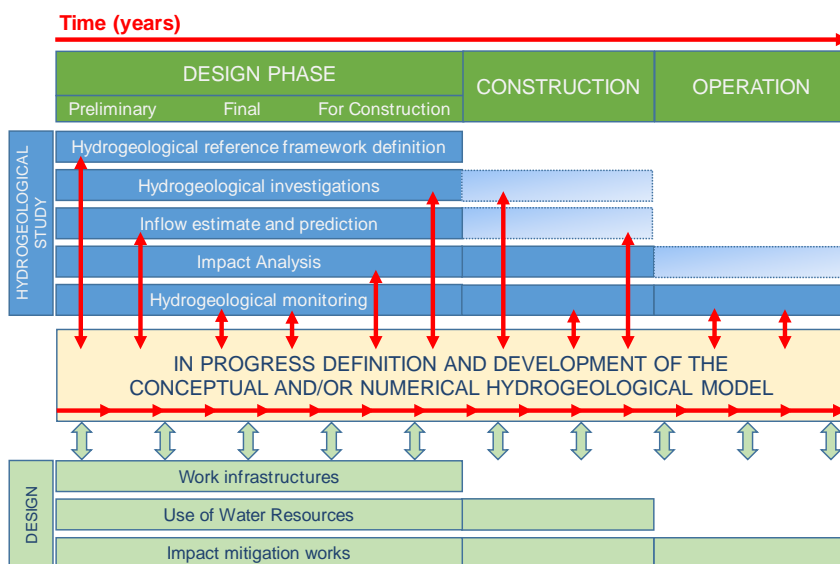 Time (years)
DESIGN PHASE
CONSTRUCTION
OPERATION
Preliminary
Final
For Construction
HYDROGEOLOGICAL
STUDY
Hydrogeological reference framework definition
Hydrogeological investigations
Inflow estimate and prediction
Impact Analysis
Hydrogeological monitoring
IN PROGRESS DEFINITION AND DEVELOPMENT OF THE
CONCEPTUAL AND/OR NUMERICAL HYDROGEOLOGICAL MODEL
DESIGN
Work infrastructures
Use of Water Resources
Impact mitigation works